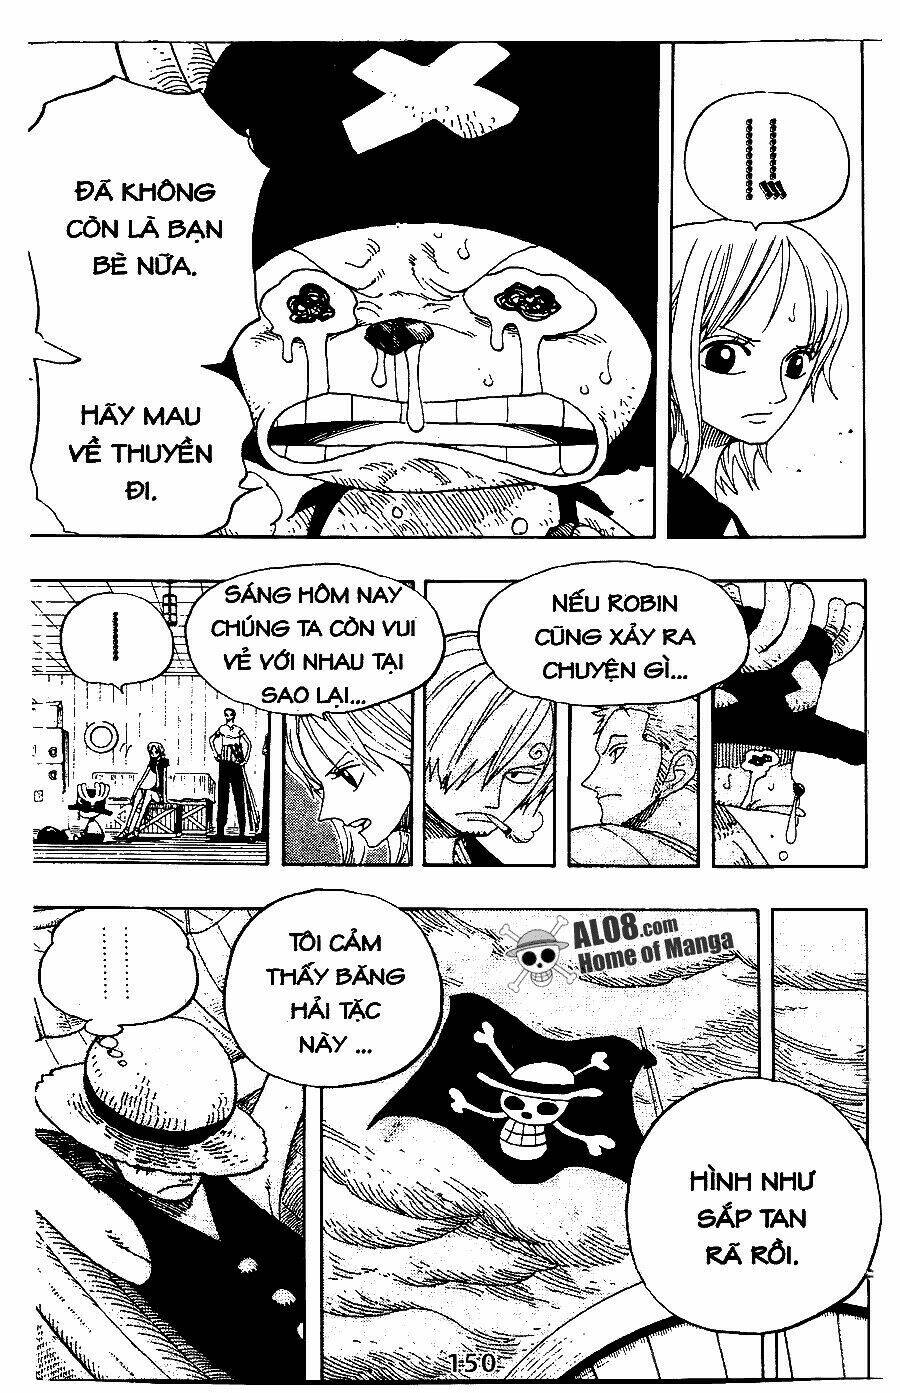 ĐÃ KHÔNG
CÒN LÀ BẠN
BÈ NỮA.
HÃY MAU
VỀ THUYỀN
ĐI.
SÁNG HÔM NAY
CHÚNG TA CÒN VUI
VẺ VỚI NHAU TẠI
SAO LẠI...
NẾU ROBIN
CŨNG XẢY RA
CHUYỆN GÌ...
TÔI CẢM
THẤY BĂNG
HẢI TẶC
NÀY ...
AL08.com
Home of Manga
HÌNH NHƯ
SẮP TAN
RÃ RỒI.
150